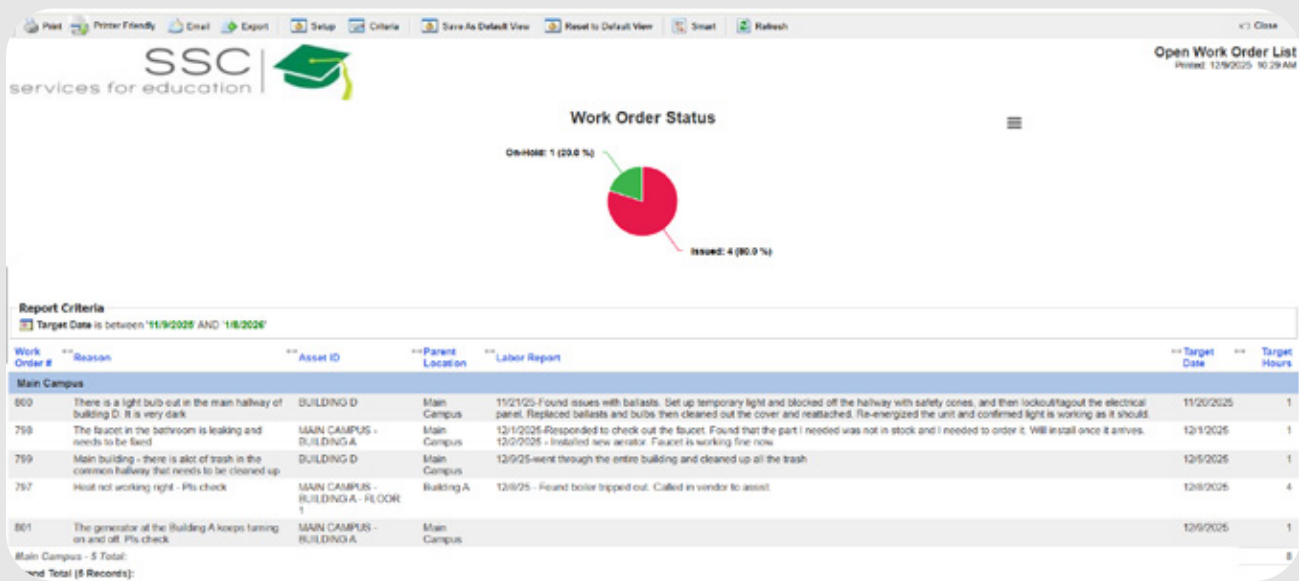 Print Printer Friendly Email Export Setup Criteria Save As Default View Reset to Default View Smart Refresh Close
SSC
services for education
Open Work Order List
Printed: 12/9/2025 10:29 AM
Work Order Status
On-Hold: 1 (20.0 %)
Issued: 4 (80.0 %)
Report Criteria
Target Date is between '11/9/2025' AND '1/8/2026'
Work Order # Reason Asset ID Parent Location Labor Report Target Date Target Hours
Main Campus
800 There is a light bulb out in the main hallway of building D. It is very dark BUILDING D Main Campus 11/21/25-Found issues with ballasts. Set up temporary light and blocked off the hallway with safety cones, and then lockout/tagout the electrical panel. Replaced ballasts and bulbs then cleaned out the cover and reattached. Re-energized the unit and confirmed light is working as it should. 11/20/2025 1
798 The faucet in the bathroom is leaking and needs to be fixed MAIN CAMPUS - BUILDING A Main Campus 12/1/2025-Responded to check out the faucet. Found that the part I needed was not in stock and I needed to order it. Will install once it arrives. 12/2/2025 - Installed new aerator. Faucet is working fine now. 12/1/2025 1
799 Main building - there is alot of trash in the common hallway that needs to be cleaned up BUILDING D Main Campus 12/9/25-went through the entire building and cleaned up all the trash 12/5/2025 1
797 Heat not working right - Pls check MAIN CAMPUS - BUILDING A - FLOOR 1 Building A 12/8/25 - Found boiler tripped out. Called in vendor to assist. 12/8/2025 4
801 The generator at the Building A keeps turning on and off. Pls check MAIN CAMPUS - BUILDING A Main Campus 12/9/2025 1
Main Campus - 5 Total: 8
Total (5 Records):